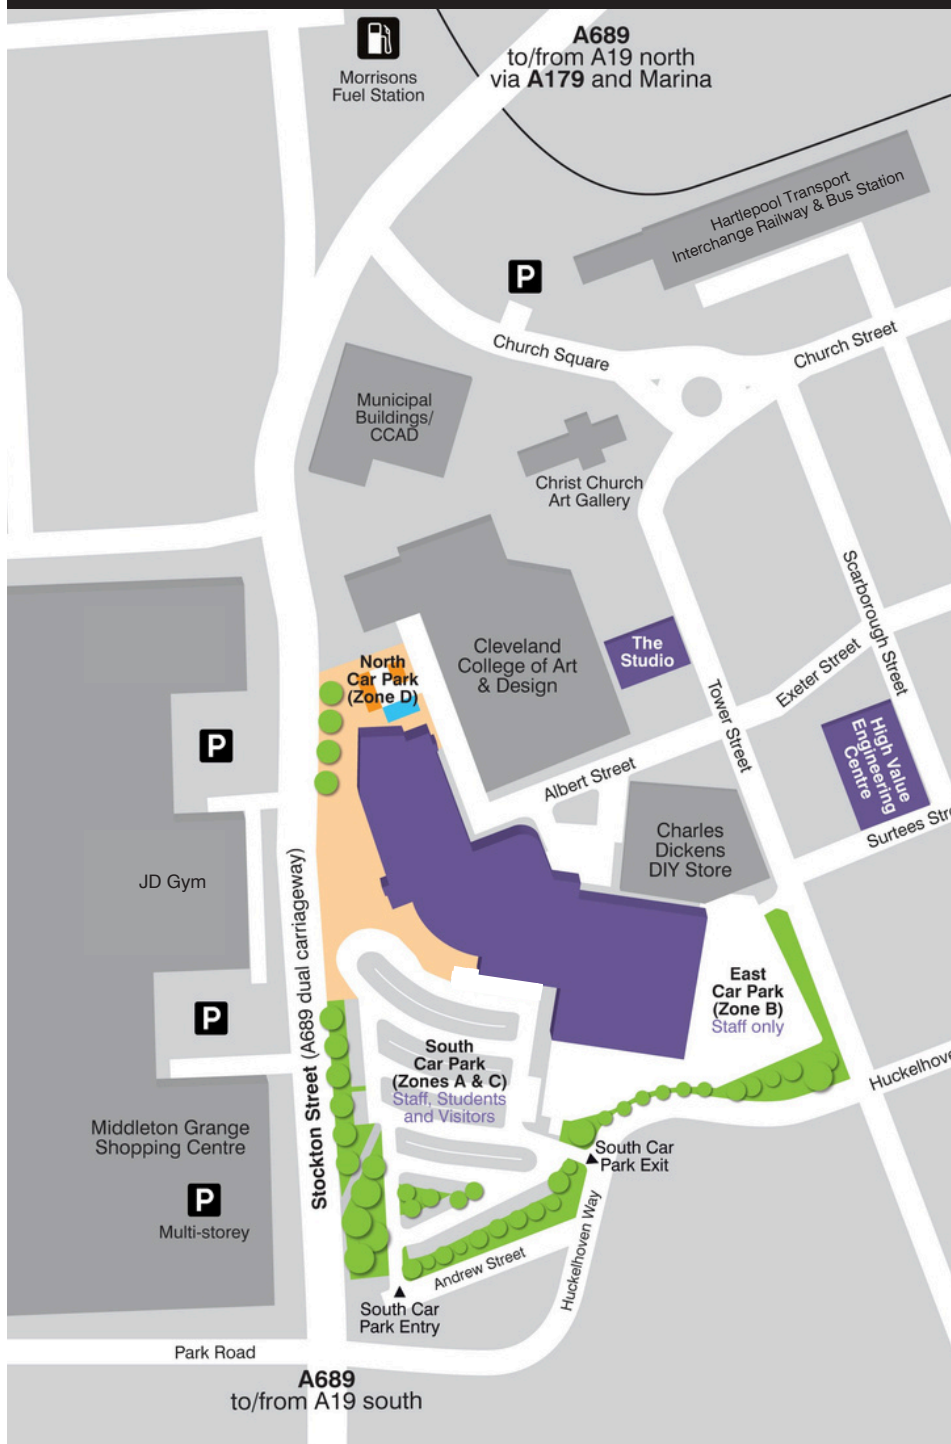 A689
to/from A19 north
via A179 and Marina
Morrisons
Fuel Station
Hartlepool Transport
Interchange Railway & Bus Station
P
Church Square
Church Street
Municipal
Buildings/
CCAD
Christ Church
Art Gallery
Scarborough Street
Cleveland
College of Art
& Design
The
Studio
North
Car Park
(Zone D)
Exeter Street
Tower Street
P
High Value
Engineering
Centre
Albert Street
Surtees Stre
Charles
Dickens
DIY Store
JD Gym
Stockton Street (A689 dual carriageway)
East
Car Park
(Zone B)
Staff only
P
South
Car Park
(Zones A & C)
Staff, Students
and Visitors
Huckelhove
Middleton Grange
Shopping Centre
South Car
Park Exit
P
Multi-storey
Huckelhoven Way
Andrew Street
South Car
Park Entry
Park Road
A689
to/from A19 south